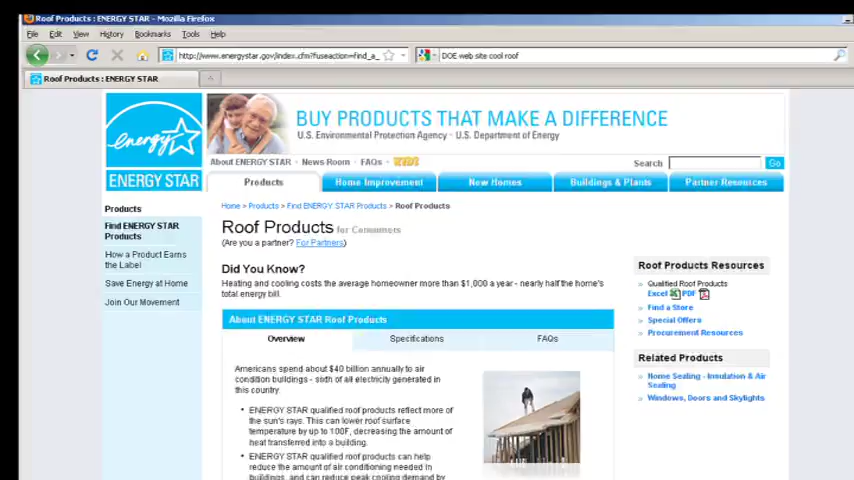 Roof Products : ENERGY STAR - Mozilla Firefox
File Edit View History Bookmarks Tools Help
http://www.energystar.gov/index.cfm?fuseaction=find_a_
DOE web site cool roof
Roof Products : ENERGY STAR
energy
ENERGY STAR
BUY PRODUCTS THAT MAKE A DIFFERENCE
U.S. Environmental Protection Agency - U.S. Department of Energy
About ENERGY STAR · News Room · FAQs · KIDS
Search
Go
Products
Home Improvement
New Homes
Buildings & Plants
Partner Resources
Products
Find ENERGY STAR
Products
How a Product Earns
the Label
Save Energy at Home
Join Our Movement
Home > Products > Find ENERGY STAR Products > Roof Products
Roof Products for Consumers
(Are you a partner? For Partners)
Did You Know?
Heating and cooling costs the average homeowner more than $1,000 a year - nearly half the home's
total energy bill.
About ENERGY STAR Roof Products
Overview
Specifications
FAQs
Americans spend about $40 billion annually to air
condition buildings - sixth of all electricity generated in
this country.
• ENERGY STAR qualified roof products reflect more of
the sun's rays. This can lower roof surface
temperature by up to 100F, decreasing the amount of
heat transferred into a building.
• ENERGY STAR qualified roof products can help
reduce the amount of air conditioning needed in
buildings, and can reduce peak cooling demand by
Roof Products Resources
» Qualified Roof Products
Excel PDF
» Find a Store
» Special Offers
» Procurement Resources
Related Products
» Home Sealing - Insulation & Air
Sealing
» Windows, Doors and Skylights